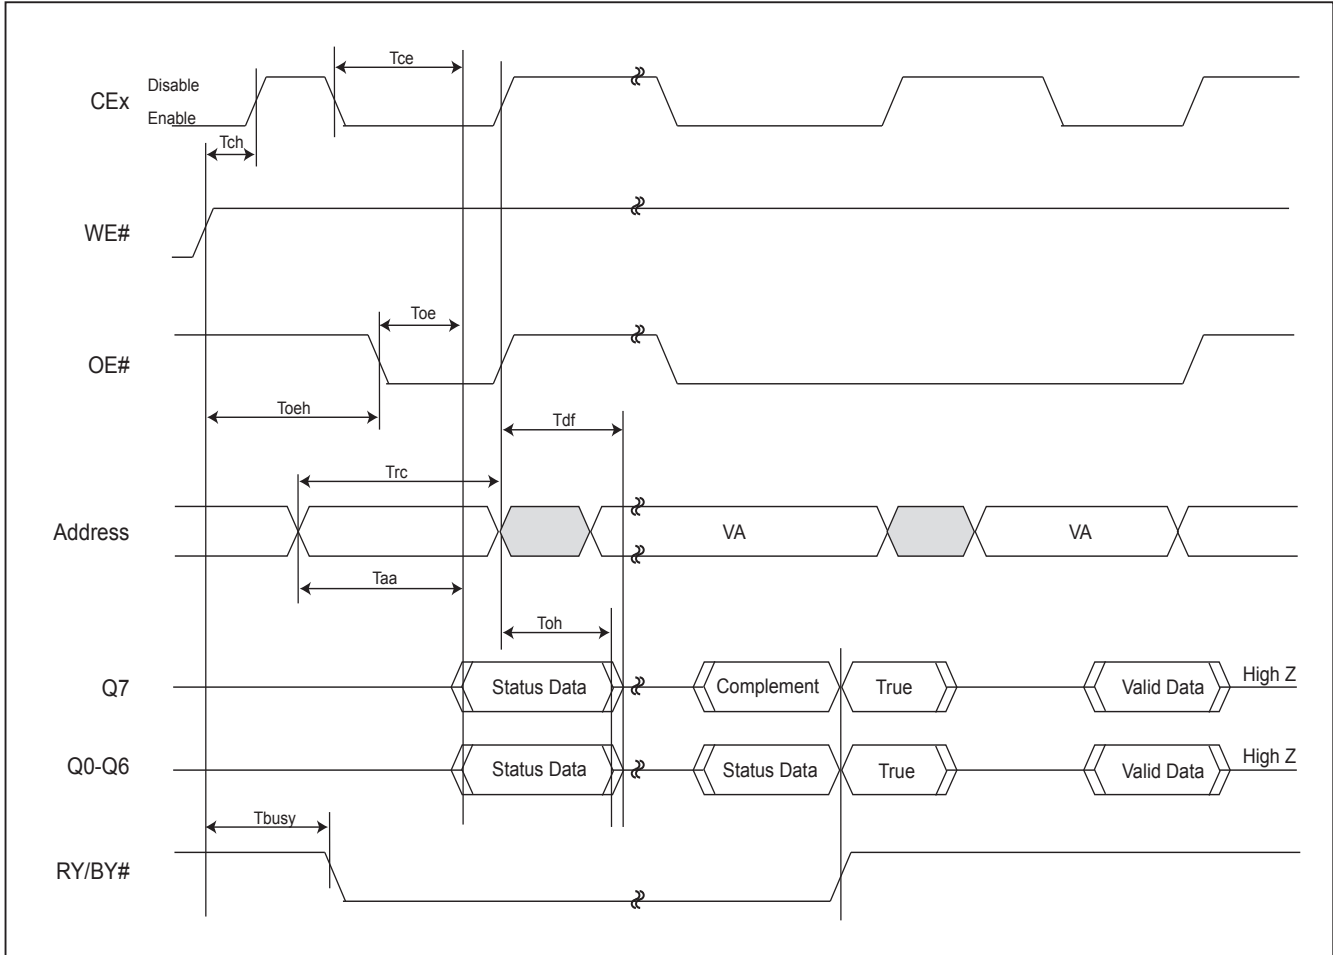 Tce
Disable
CEx
Enable
Tch
WE#
Toe
OE#
Toeh
Tdf
Trc
Address
VA
VA
Taa
Toh
Q7
Status Data
Complement
True
Valid Data
High Z
Q0-Q6
Status Data
Status Data
True
Valid Data
High Z
Tbusy
RY/BY#